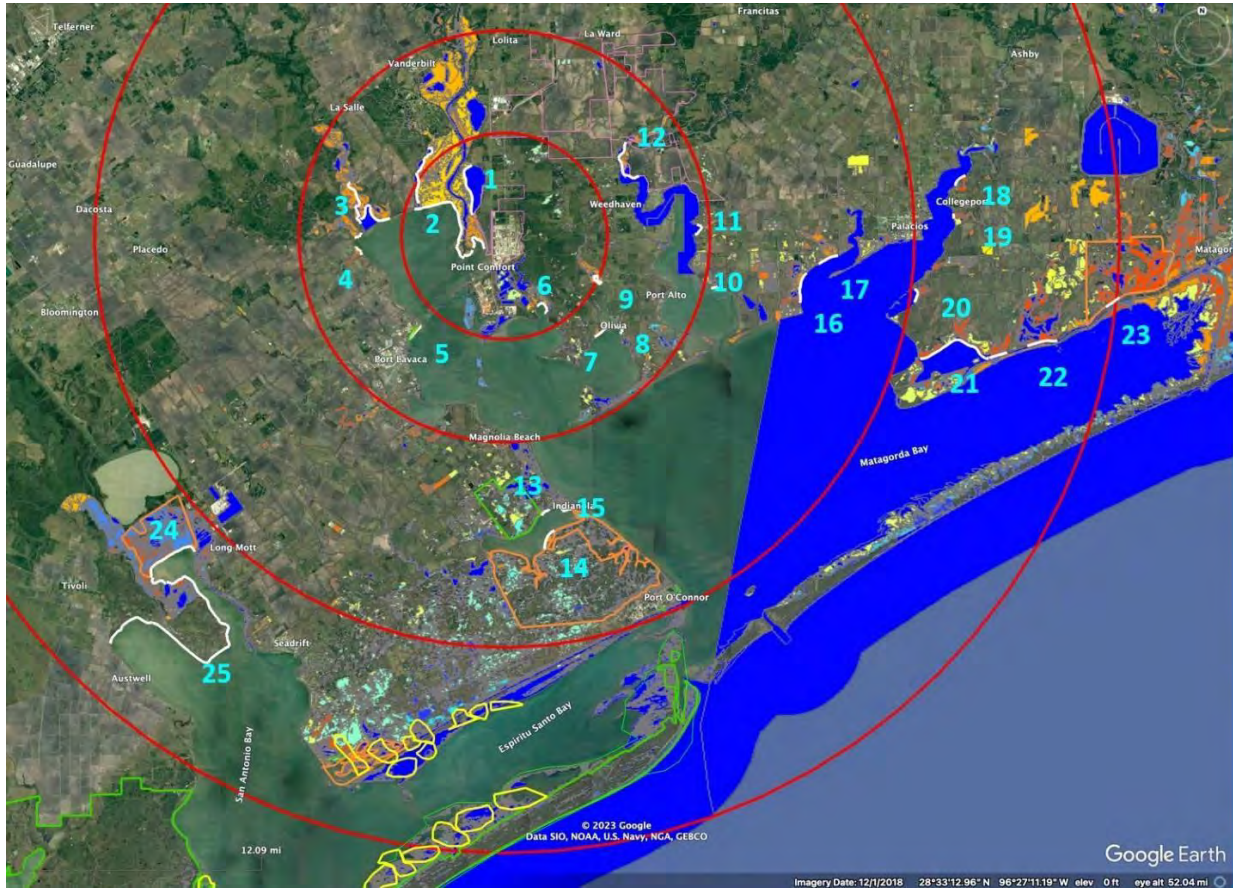 Francitas
Telferner
La Ward
Lolita
Ashby
Vanderbilt
La Salle
12
Guadalupe
1
18
Collegeport
Dacosta
3
Weedhaven
2
11
Palacios
19
Placedo
Matago
Point Comfort
4
10
6
9
Port Alto
17
20
23
Bloomington
16
Oliwa
8
5
7
Port Lavaca
22
21
Magnolia Beach
Matagorda Bay
13
Indianola
15
24
Long Mott
14
Tivoli
Port O'Connor
Seadrift
25
Austwell
Espiritu Santo Bay
San Antonio Bay
© 2023 Google
Data SIO, NOAA, U.S. Navy, NGA, GEBCO
12.09 mi
Google Earth
Imagery Date: 12/1/2018 28°33'12.96" N 96°27'11.19" W elev 0 ft eye alt 52.04 mi
N